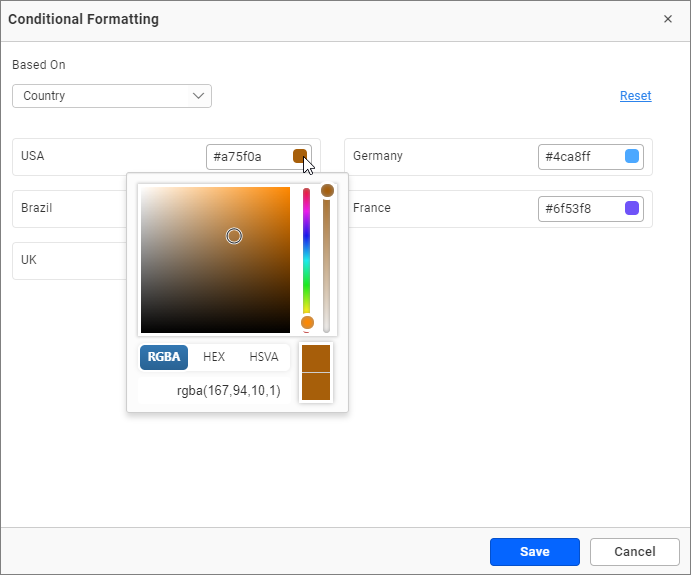 Conditional Formatting
Based On
Country
Reset
USA #a75f0a
Germany #4ca8ff
Brazil
France #6f53f8
UK
RGBA HEX HSVA
rgba(167,94,10,1)
Save Cancel